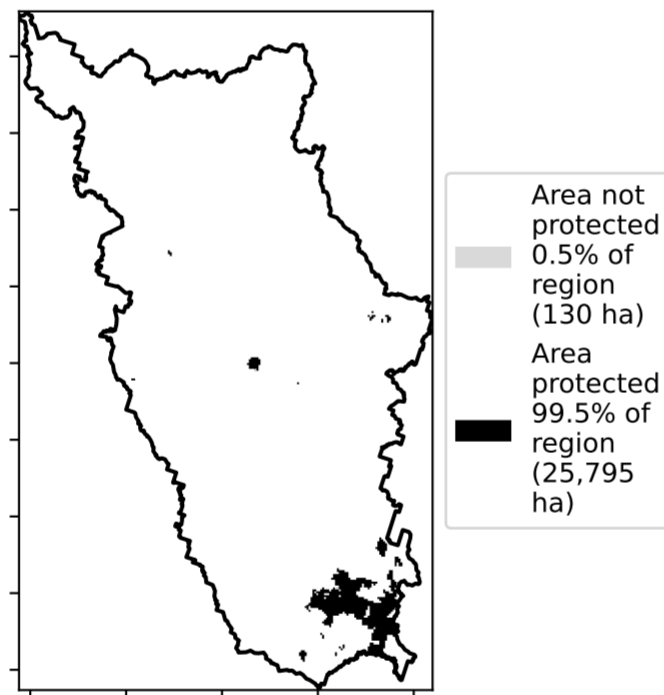 Area not
protected
0.5% of
region
(130 ha)
Area
protected
99.5% of
region
(25,795
ha)